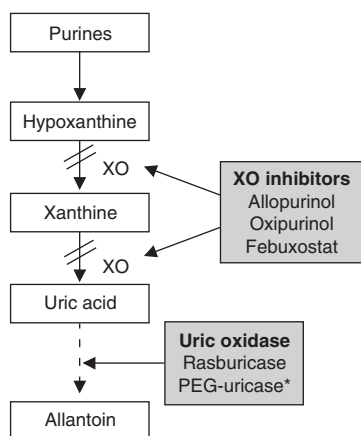 Purines
Hypoxanthine
XO
XO inhibitors
Allopurinol
Oxipurinol
Febuxostat
Xanthine
XO
Uric acid
Uric oxidase
Rasburicase
PEG-uricase*
Allantoin